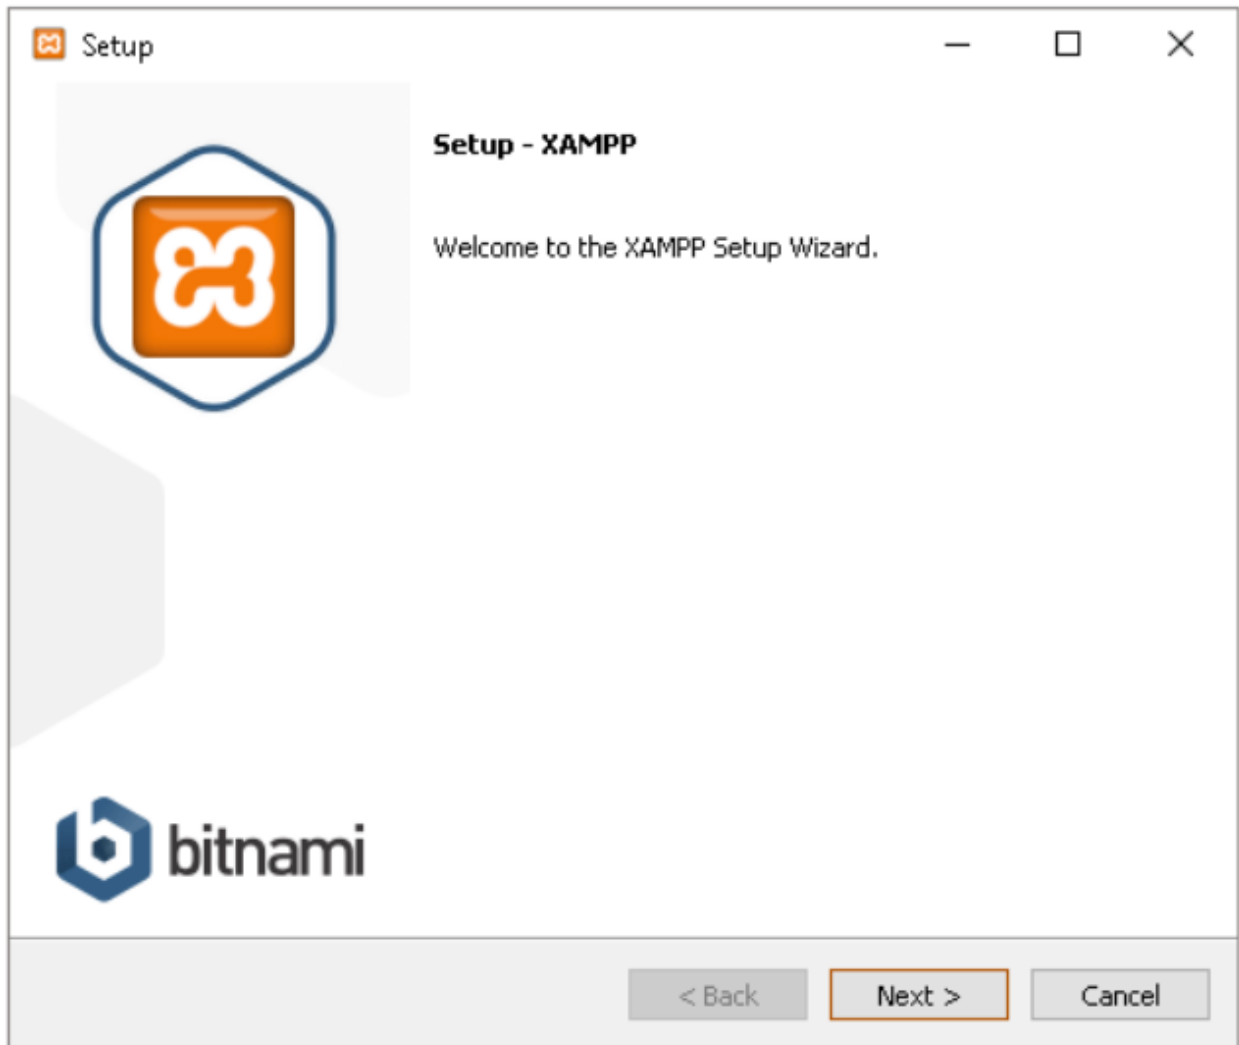 Setup
Setup - XAMPP
Welcome to the XAMPP Setup Wizard.
bitnami
< Back
Next >
Cancel